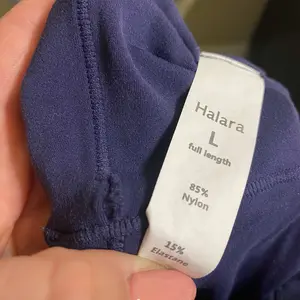 Halara
L
full length
85%
Nylon
15%
Elastane